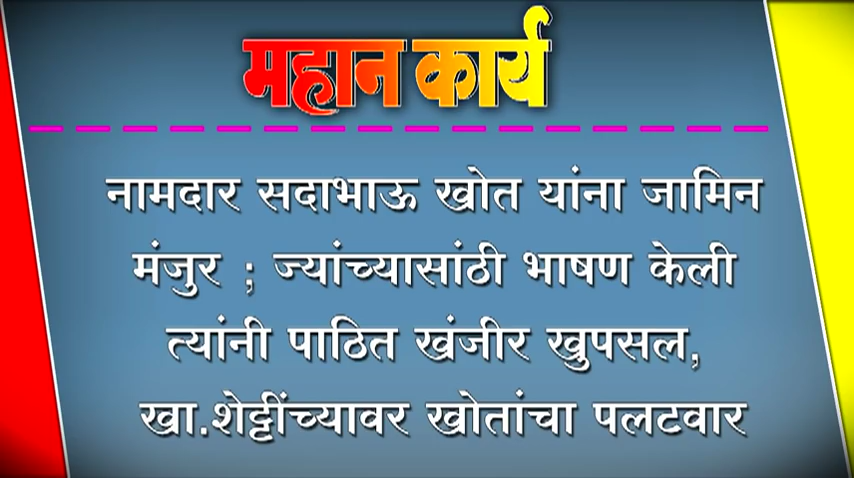 महान कार्य
नामदार सदाभाऊ खोत यांना जामिन
मंजुर ; ज्यांच्यासांठी भाषण केली
त्यांनी पाठित खंजीर खुपसल,
खा.शेट्टींच्यावर खोतांचा पलटवार